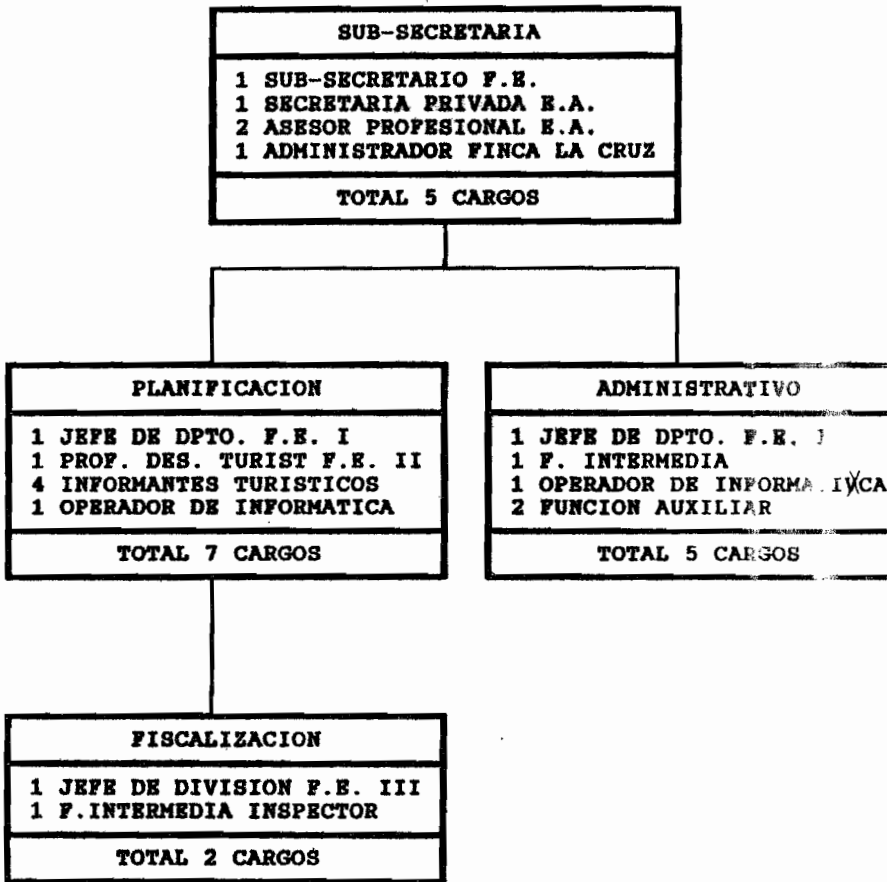 SUB-SECRETARIA
1 SUB-SECRETARIO F.E.
1 SECRETARIA PRIVADA E.A.
2 ASESOR PROFESIONAL E.A.
1 ADMINISTRADOR FINCA LA CRUZ
TOTAL 5 CARGOS
PLANIFICACION
1 JEFE DE DPTO. F.E. I
1 PROF. DES. TURIST F.E. II
4 INFORMANTES TURISTICOS
1 OPERADOR DE INFORMATICA
TOTAL 7 CARGOS
ADMINISTRATIVO
1 JEFE DE DPTO. F.E.
1 F. INTERMEDIA
1 OPERADOR DE
2 FUNCION AUXILIAR
TOTAL 5 CARGOS
FISCALIZACION
1 JEFE DE DIVISION F.E. III
1 F.INTERMEDIA INSPECTOR
TOTAL 2 CARGOS